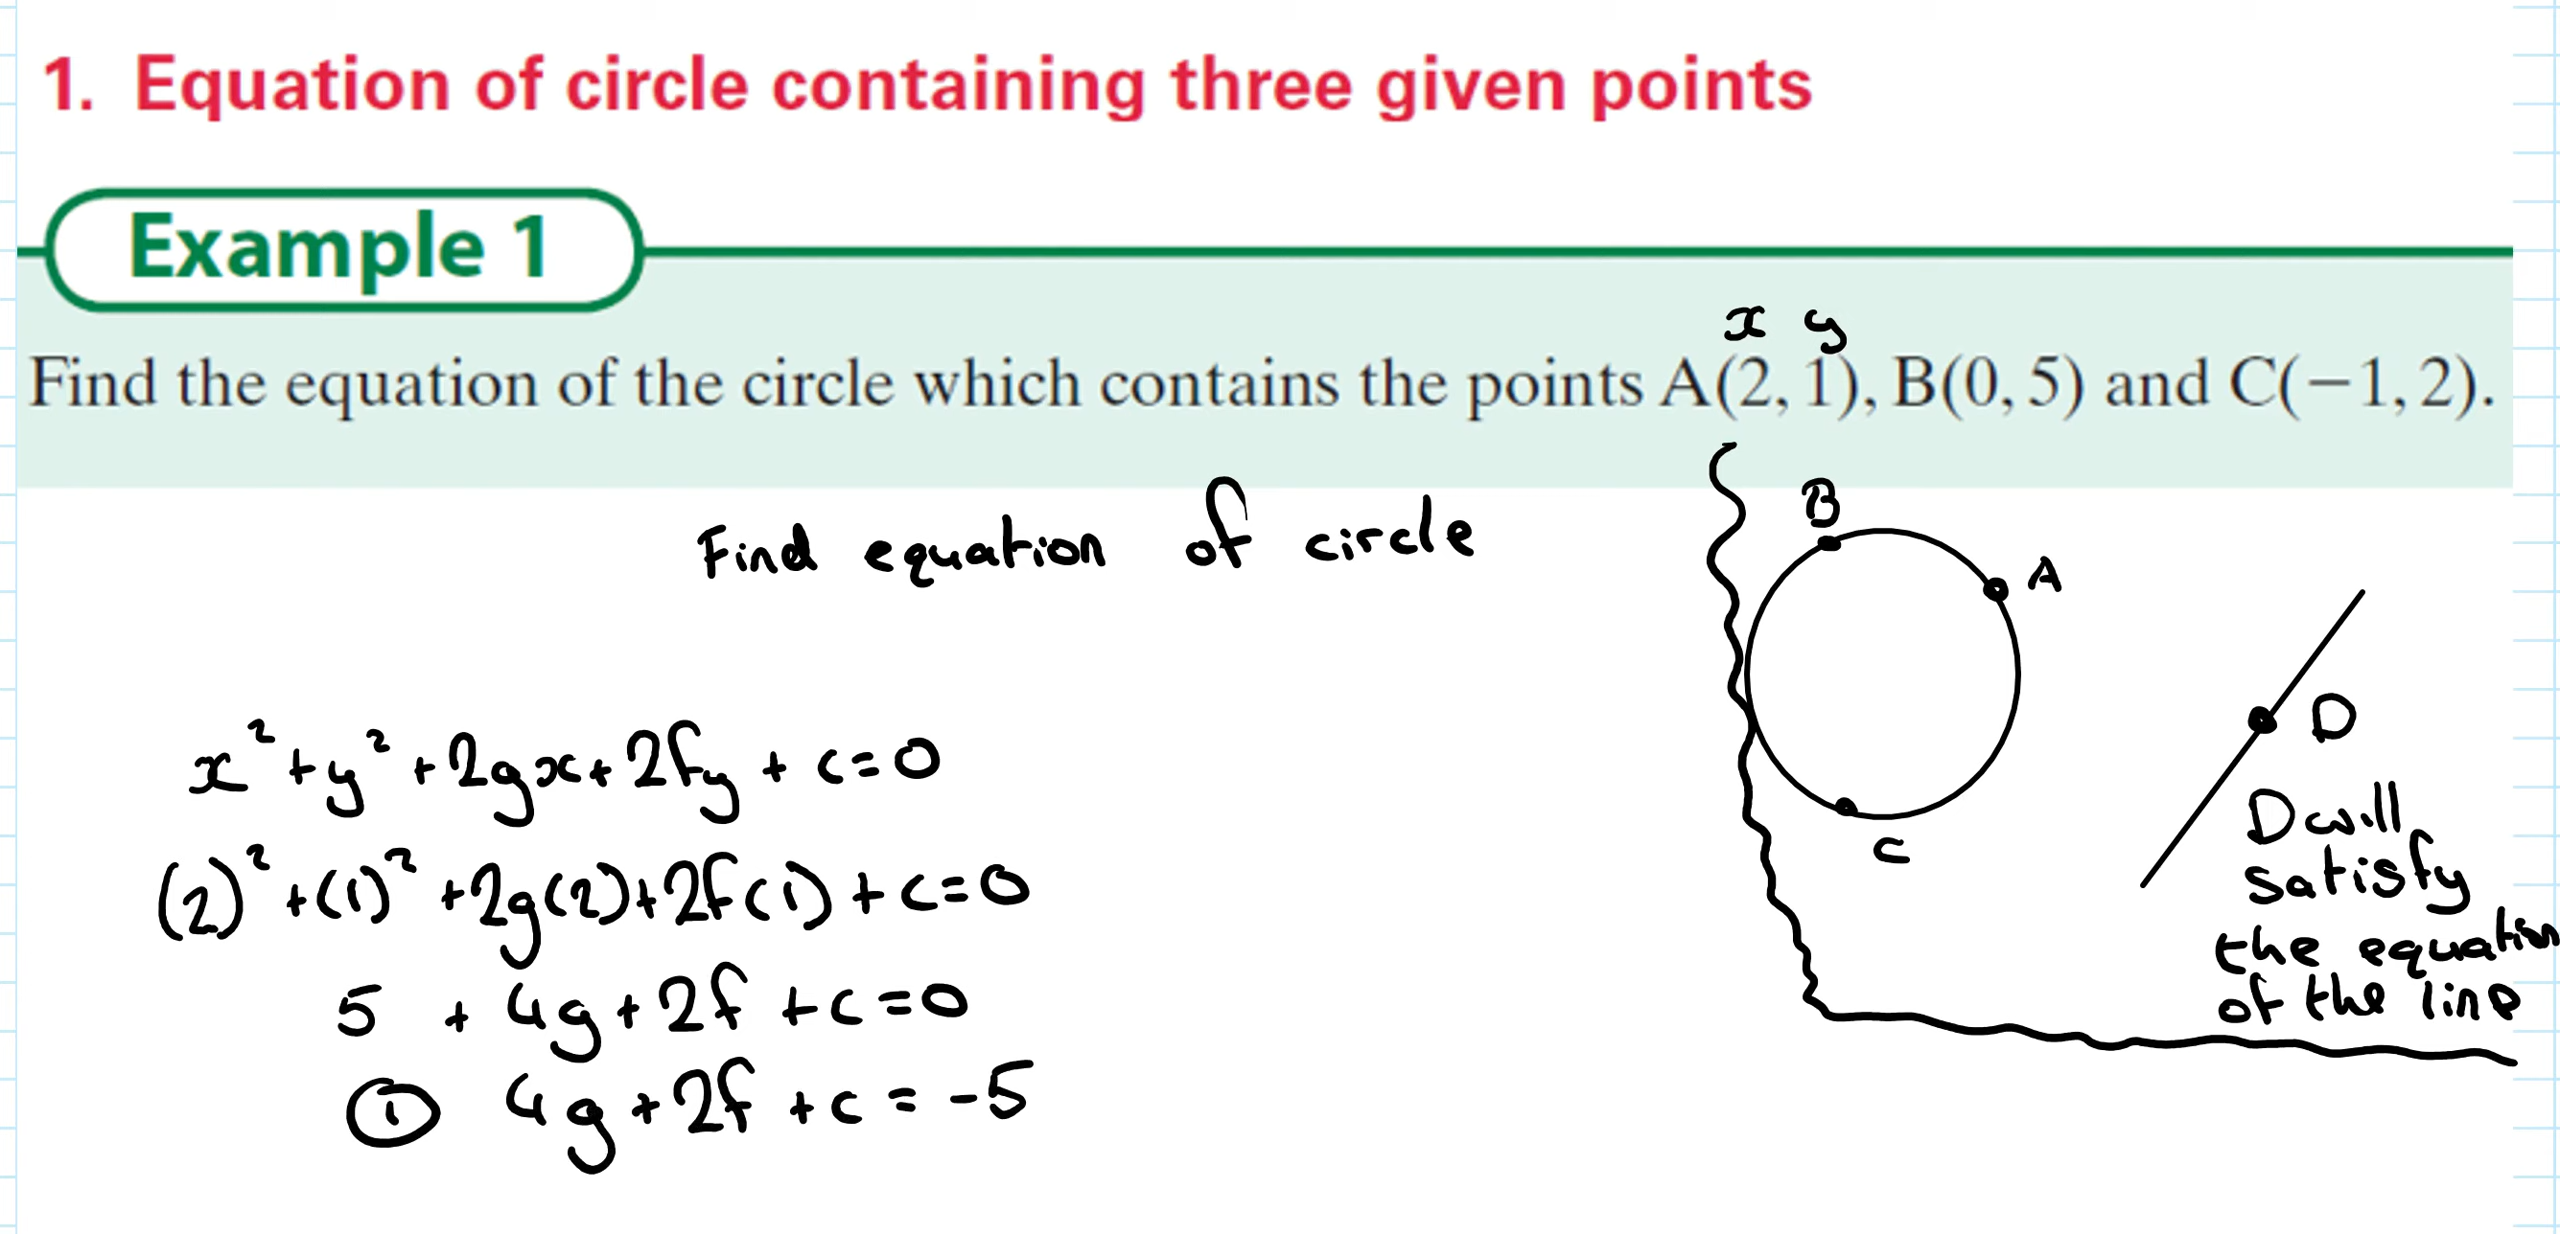 1. Equation of circle containing three given points
Example 1
x y
Find the equation of the circle which contains the points A(2, 1), B(0, 5) and C(−1, 2).
Find equation of circle
B
A
C
D
D will
satisfy
the equation
of the line
x² + y² + 2gx + 2fy + c = 0
(2)² + (1)² + 2g(2) + 2f(1) + c = 0
5 + 4g + 2f + c = 0
① 4g + 2f + c = -5